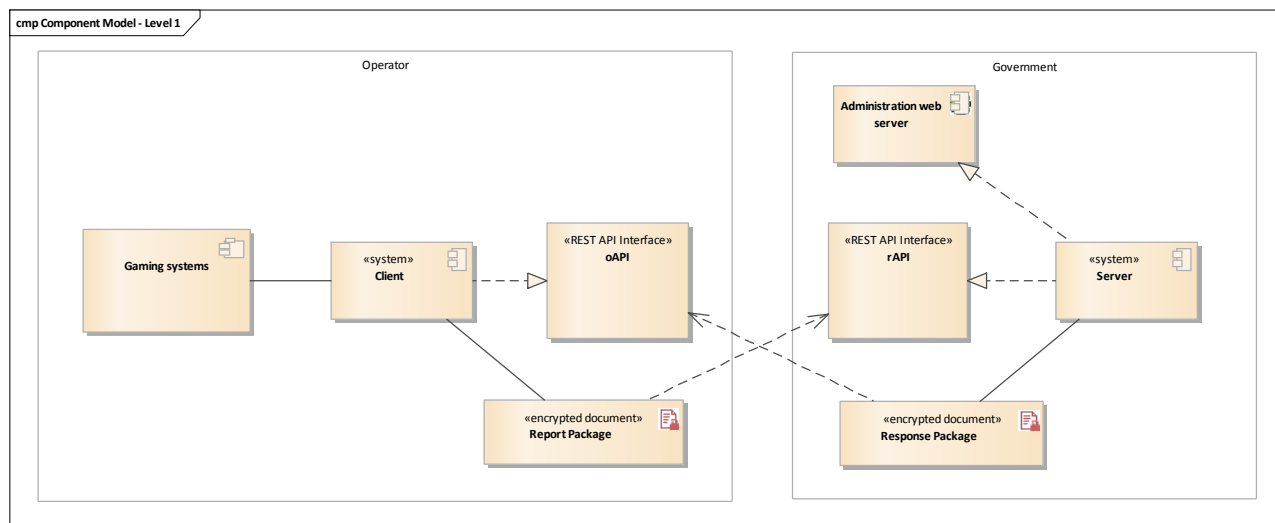 cmp Component Model - Level 1
Operator
Government
Administration web
server
Gaming systems
«system»
Client
«REST API Interface»
oAPI
«REST API Interface»
rAPI
«system»
Server
«encrypted document»
Report Package
«encrypted document»
Response Package